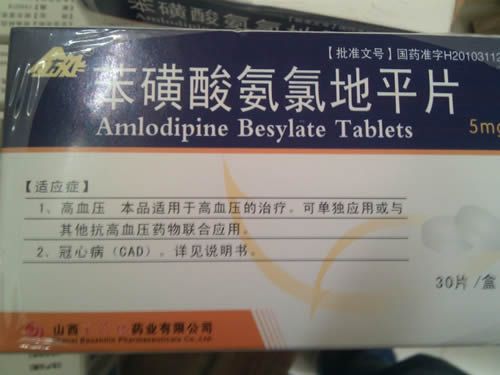 【批准文号】国药准字H2010311
苯磺酸氨氯地平片
Amlodipine Besylate Tablets
5mg
【适应症】
1、高血压 本品适用于高血压的治疗。可单独应用或与
其他抗高血压药物联合应用。
2、冠心病（CAD）。详见说明书。
30片/盒
山西
药业有限公司
Pharmaceuticals Co.,Ltd.